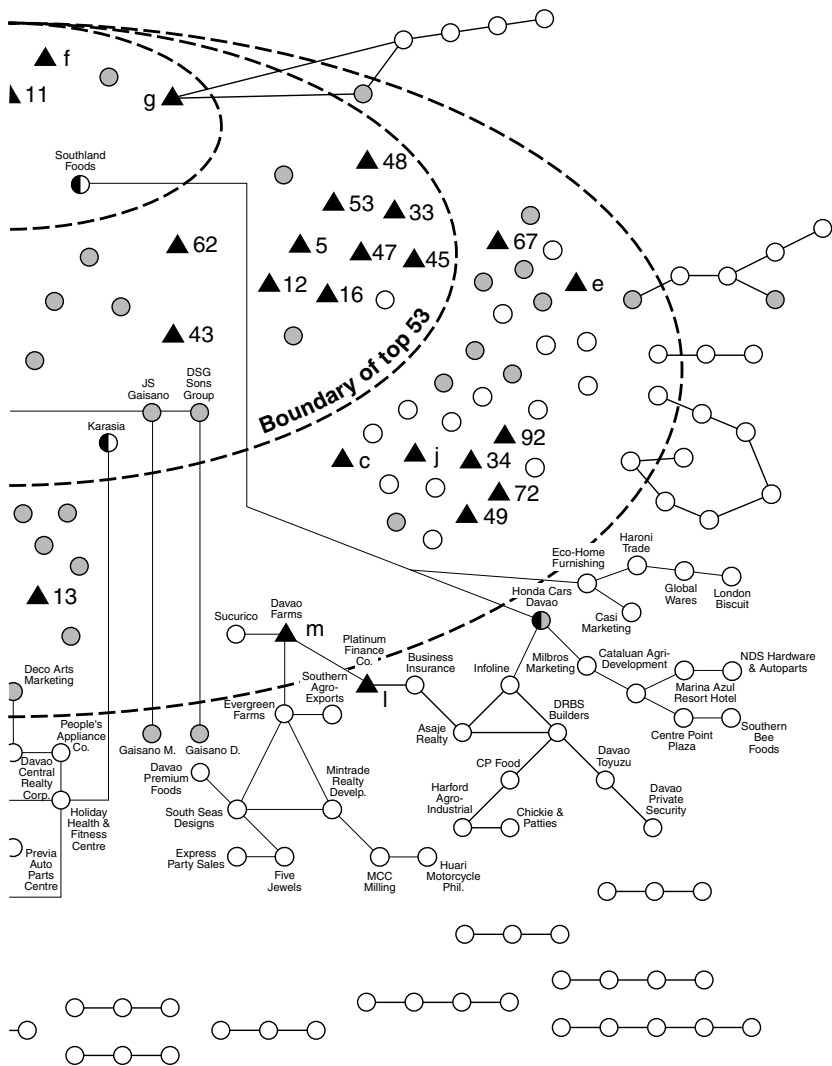 f
11
g
48
Southland
Foods
53
33
62
5
47
45
67
12
16
e
43
Boundary of top 53
JS
Gaisano
DSG
Sons
Group
Karasia
92
c
j
34
72
49
Eco-Home
Furnishing
Haroni
Trade
Global
Wares
London
Biscuit
Casi
Marketing
13
Honda Cars
Davao
Davao
Farms
m
Sucurico
Platinum
Finance
Co.
l
Business
Insurance
Infoline
Milbros
Marketing
Cataluan Agri-
Development
NDS Hardware
& Autoparts
Marina Azul
Resort Hotel
Deco Arts
Marketing
Southern
Agro-
Exports
Evergreen
Farms
Asaje
Realty
DRBS
Builders
Centre Point
Plaza
Southern
Bee
Foods
People's
Appliance
Co.
Gaisano M.
Gaisano D.
Davao
Central
Realty
Corp.
Davao
Premium
Foods
Mintrade
Realty
Develp.
CP Food
Davao
Toyuzu
Harford
Agro-
Industrial
Davao
Private
Security
Holiday
Health &
Fitness
Centre
South Seas
Designs
Chickie &
Patties
Previa
Auto
Parts
Centre
Express
Party Sales
Five
Jewels
MCC
Milling
Huari
Motorcycle
Phil.